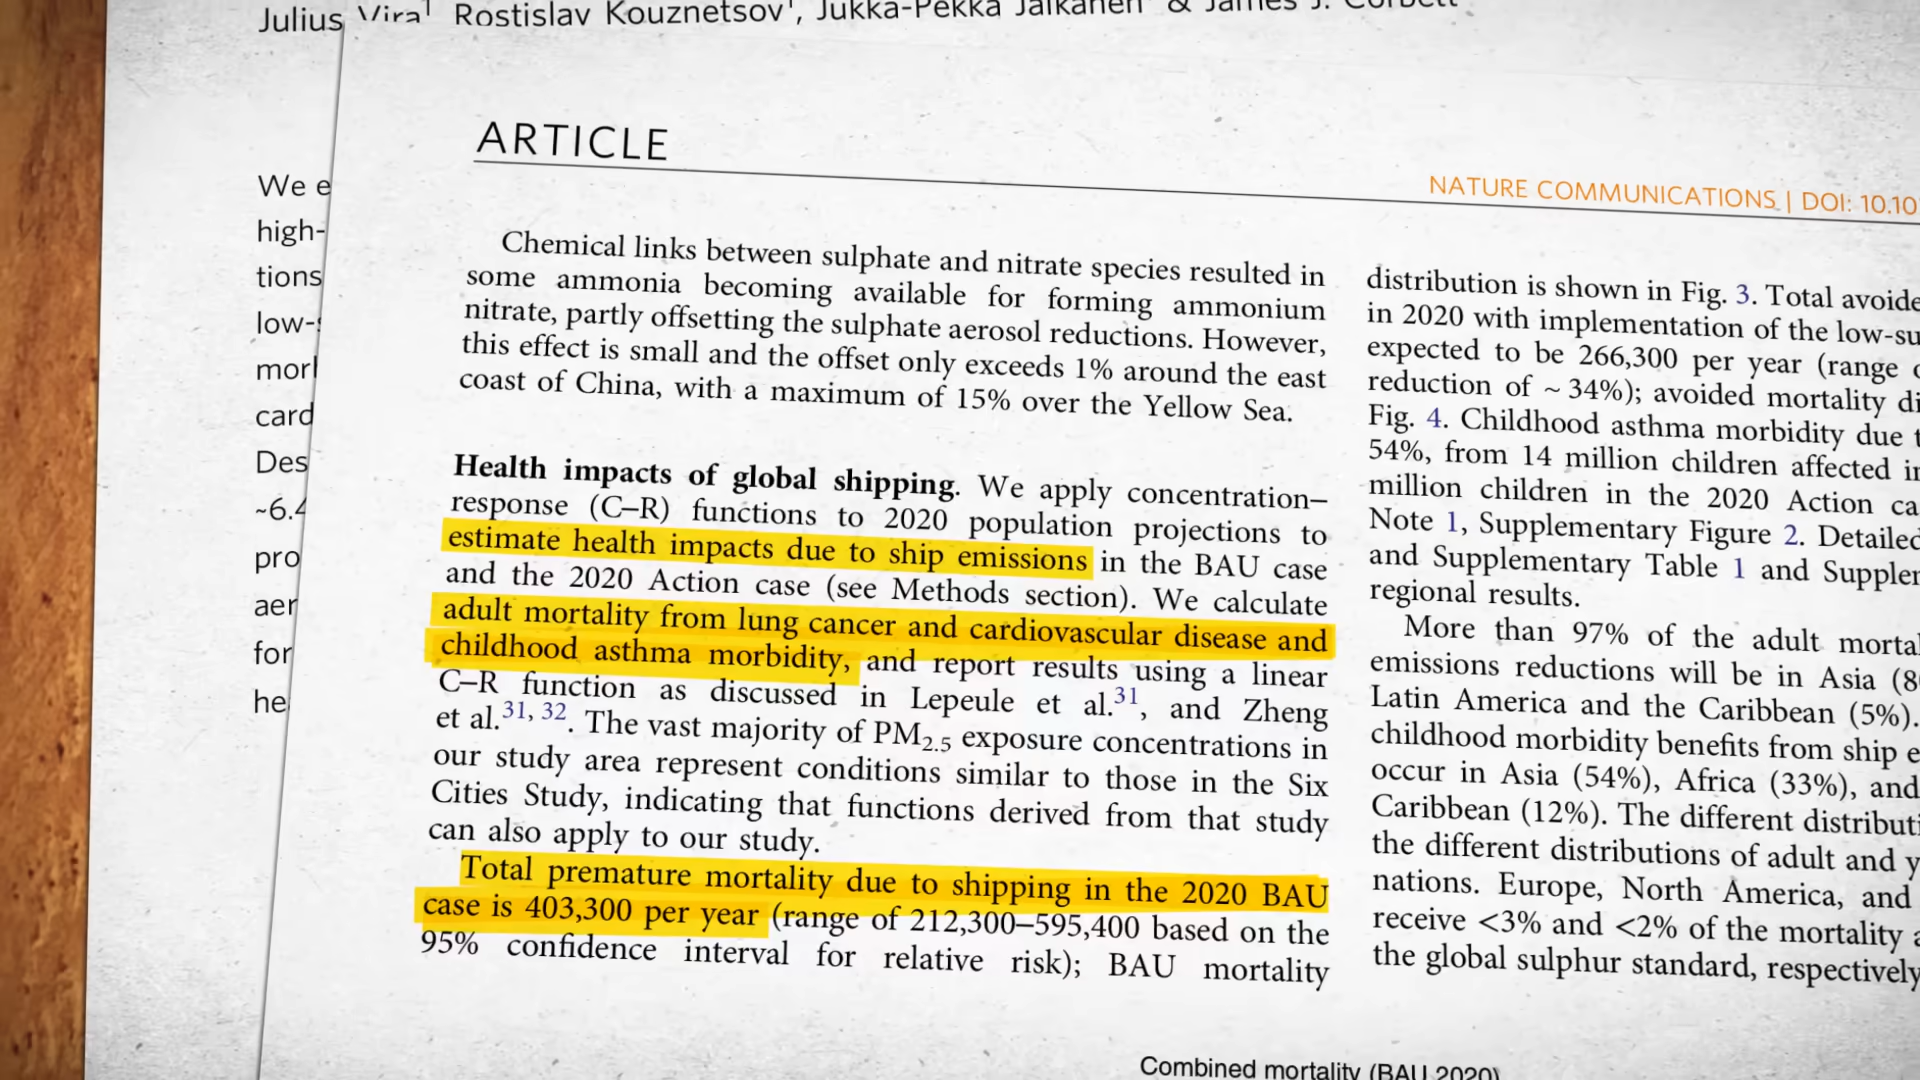 Julius Vira¹ Rostislav Kouznetsov¹, Jukka-Pekka Jalkanen & James J. Corbett
We e
high-
tions
low-
mor
card
Des
~6.4
pro
aer
for
he
ARTICLE
NATURE COMMUNICATIONS | DOI: 10.10
Chemical links between sulphate and nitrate species resulted in
some ammonia becoming available for forming ammonium
nitrate, partly offsetting the sulphate aerosol reductions. However,
this effect is small and the offset only exceeds 1% around the east
coast of China, with a maximum of 15% over the Yellow Sea.
Health impacts of global shipping. We apply concentration–
response (C–R) functions to 2020 population projections to
estimate health impacts due to ship emissions in the BAU case
and the 2020 Action case (see Methods section). We calculate
adult mortality from lung cancer and cardiovascular disease and
childhood asthma morbidity, and report results using a linear
C–R function as discussed in Lepeule et al.31, and Zheng
et al.31, 32. The vast majority of PM2.5 exposure concentrations in
our study area represent conditions similar to those in the Six
Cities Study, indicating that functions derived from that study
can also apply to our study.
Total premature mortality due to shipping in the 2020 BAU
case is 403,300 per year (range of 212,300–595,400 based on the
95% confidence interval for relative risk); BAU mortality
distribution is shown in Fig. 3. Total avoide
in 2020 with implementation of the low-su
expected to be 266,300 per year (range
reduction of ~ 34%); avoided mortality di
Fig. 4. Childhood asthma morbidity due t
54%, from 14 million children affected in
million children in the 2020 Action ca
Note 1, Supplementary Figure 2. Detailed
and Supplementary Table 1 and Suppler
regional results.
More than 97% of the adult mortal
emissions reductions will be in Asia (8
Latin America and the Caribbean (5%).
childhood morbidity benefits from ship e
occur in Asia (54%), Africa (33%), and
Caribbean (12%). The different distributi
the different distributions of adult and y
nations. Europe, North America, and
receive <3% and <2% of the mortality a
the global sulphur standard, respectively
Combined mortality (BAU 2020)